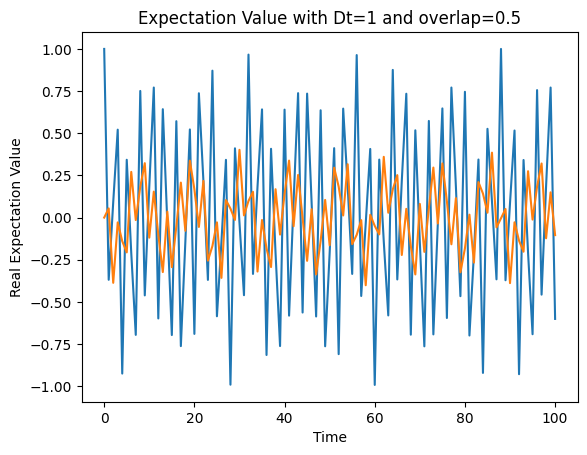 Expectation Value with Dt=1 and overlap=0.5
1.00
0.75
0.50
0.25
0.00
−0.25
−0.50
−0.75
−1.00
Real Expectation Value
0 20 40 60 80 100
Time